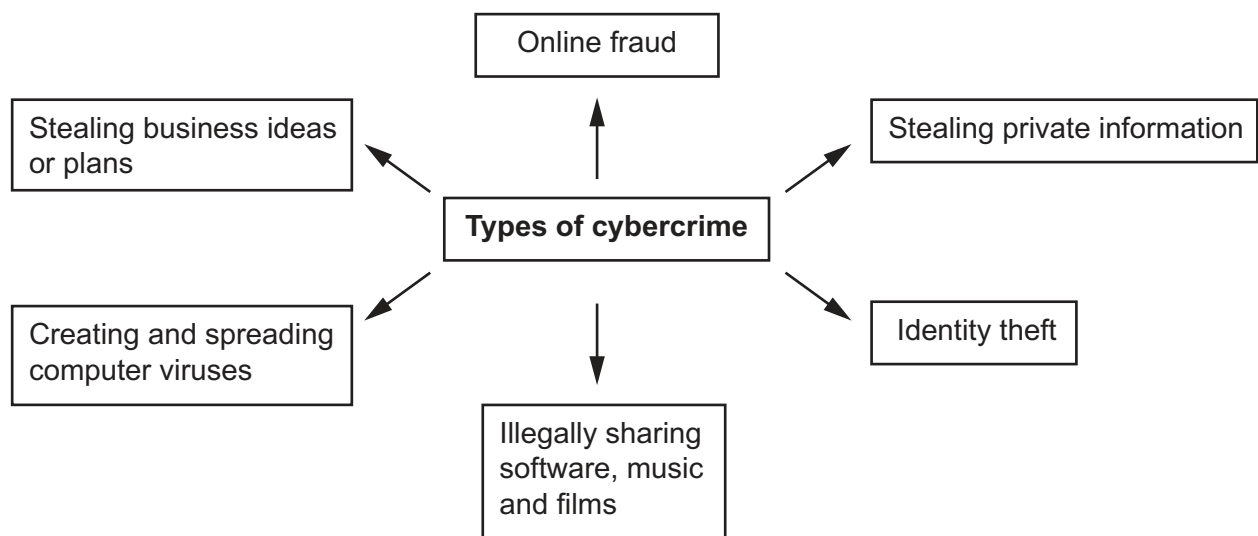 Online fraud
Stealing business ideas
or plans
Stealing private information
Types of cybercrime
Creating and spreading
computer viruses
Identity theft
Illegally sharing
software, music
and films